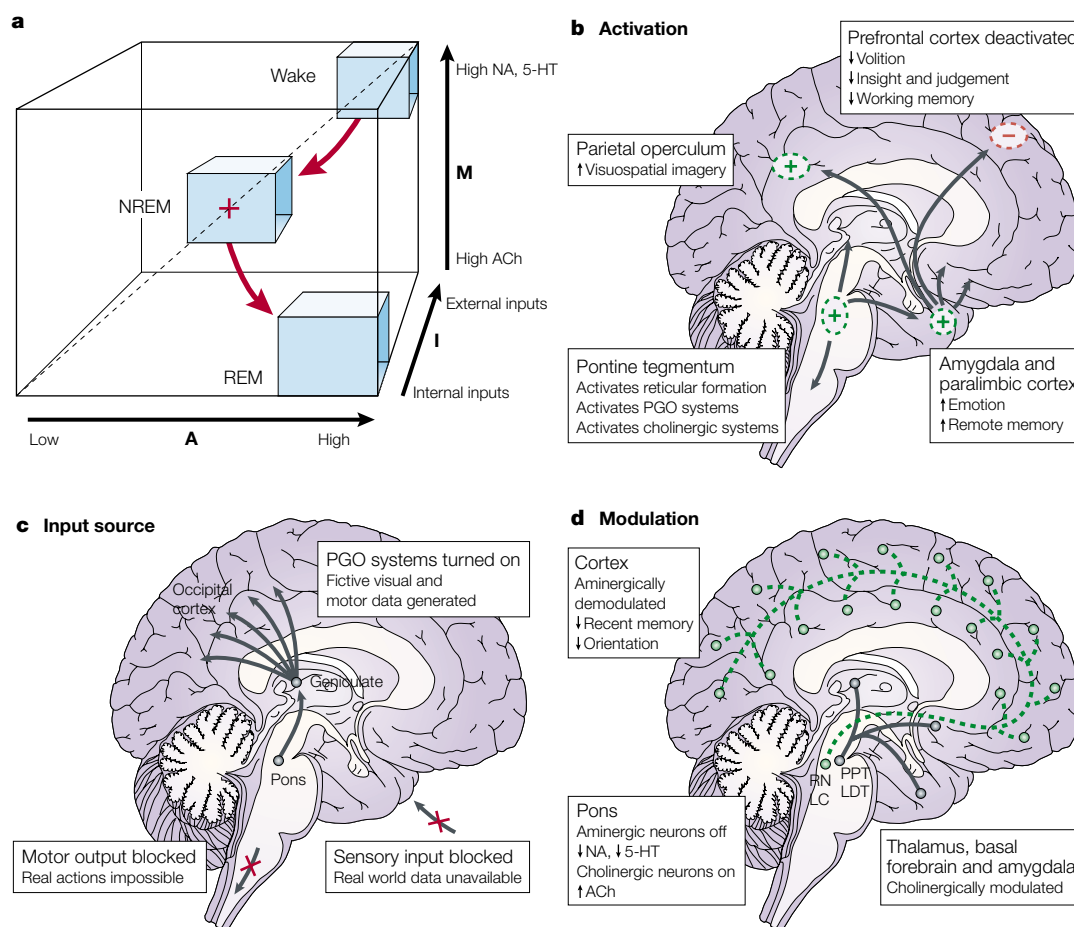 a
Wake
NREM
REM
High NA, 5-HT
M
High ACh
External inputs
I
Internal inputs
Low
A
High
b Activation
Prefrontal cortex deactivated
↓Volition
↓Insight and judgement
↓Working memory
Parietal operculum
↑Visuospatial imagery
+
−
+
+
Pontine tegmentum
Activates reticular formation
Activates PGO systems
Activates cholinergic systems
Amygdala and
paralimbic cortex
↑Emotion
↑Remote memory
c Input source
PGO systems turned on
Fictive visual and
motor data generated
Occipital
cortex
Geniculate
Pons
Motor output blocked
Real actions impossible
Sensory input blocked
Real world data unavailable
d Modulation
Cortex
Aminergically
demodulated
↓Recent memory
↓Orientation
RN
LC
PPT
LDT
Pons
Aminergic neurons off
↓NA, ↓5-HT
Cholinergic neurons on
↑ACh
Thalamus, basal
forebrain and amygdala
Cholinergically modulated